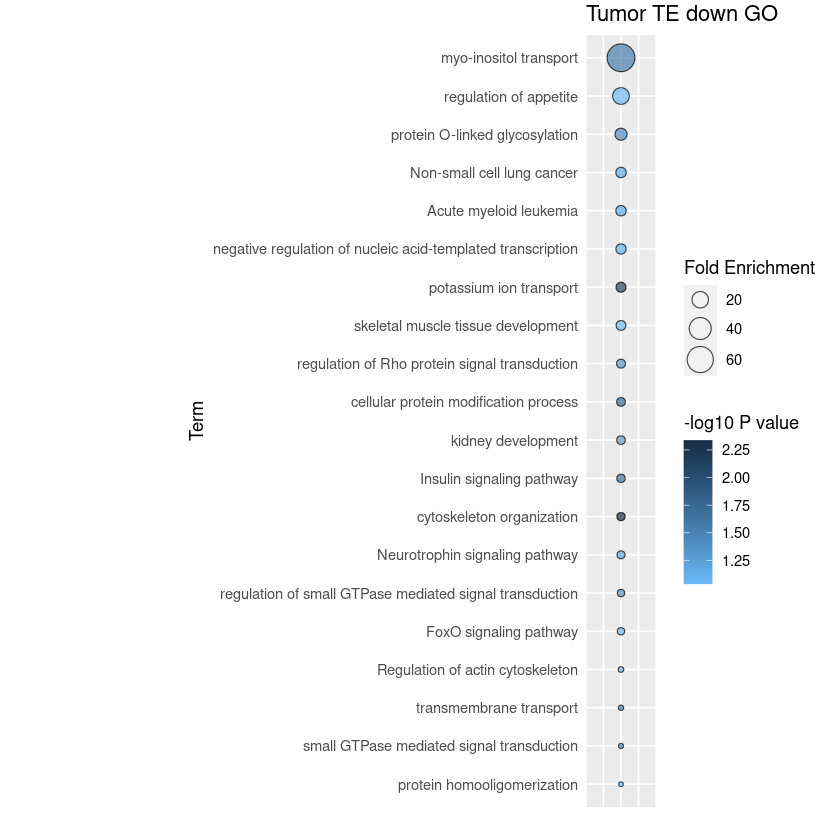 Tumor TE down GO
myo-inositol transport
regulation of appetite
protein O-linked glycosylation
Non-small cell lung cancer
Acute myeloid leukemia
negative regulation of nucleic acid-templated transcription
potassium ion transport
skeletal muscle tissue development
regulation of Rho protein signal transduction
cellular protein modification process
kidney development
Insulin signaling pathway
cytoskeleton organization
Neurotrophin signaling pathway
regulation of small GTPase mediated signal transduction
FoxO signaling pathway
Regulation of actin cytoskeleton
transmembrane transport
small GTPase mediated signal transduction
protein homooligomerization
Term
Fold Enrichment
20
40
60
-log10 P value
2.25
2.00
1.75
1.50
1.25